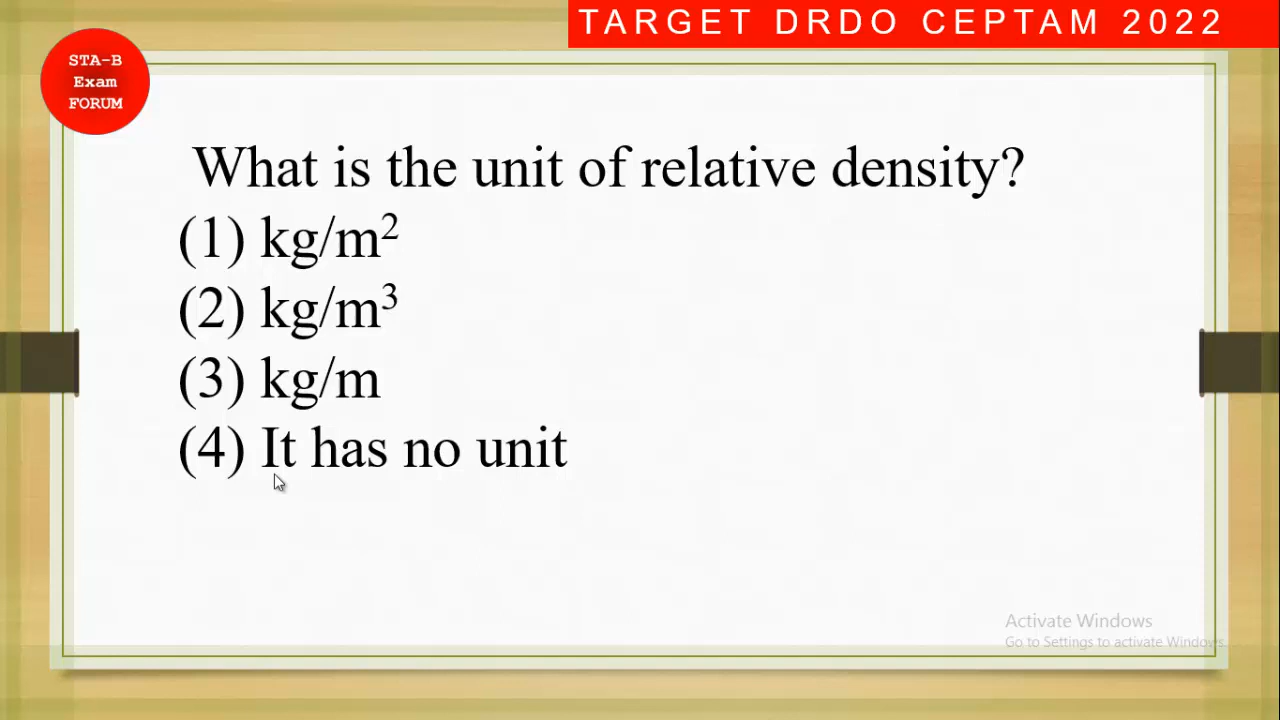 TARGET DRDO CEPTAM 2022
STA-B
Exam
FORUM
What is the unit of relative density?
(1) kg/m²
(2) kg/m³
(3) kg/m
(4) It has no unit
Activate Windows
Go to Settings to activate Windows.